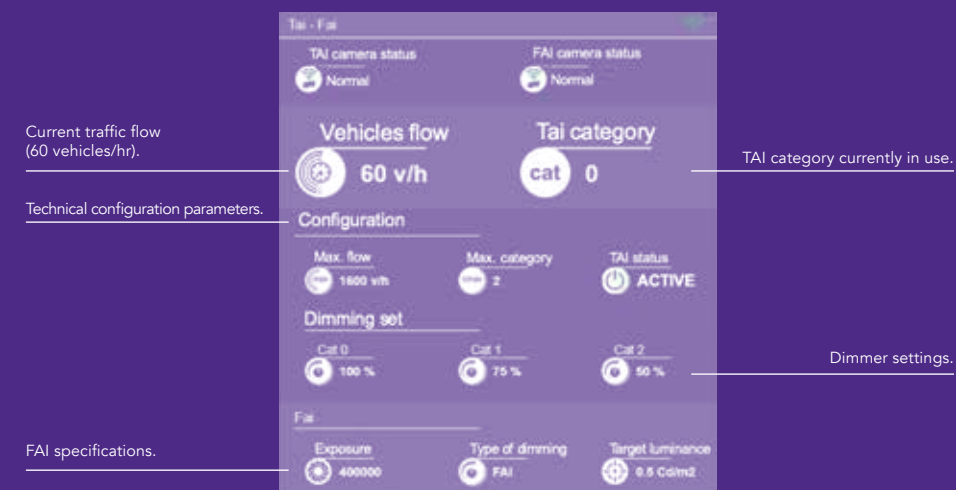 Tai - Fai
TAI camera status
FAI camera status
Normal
Normal
Current traffic flow
(60 vehicles/hr).
Vehicles flow
Tai category
60 v/h
cat
0
TAI category currently in use.
Technical configuration parameters.
Configuration
Max. flow
Max. category
TAI status
1600 v/h
2
ACTIVE
Dimming set
Cat 0
Cat 1
Cat 2
100 %
75 %
50 %
Dimmer settings.
Fai
FAI specifications.
Exposure
Type of dimming
Target luminance
400000
FAI
0.5 Cd/m2